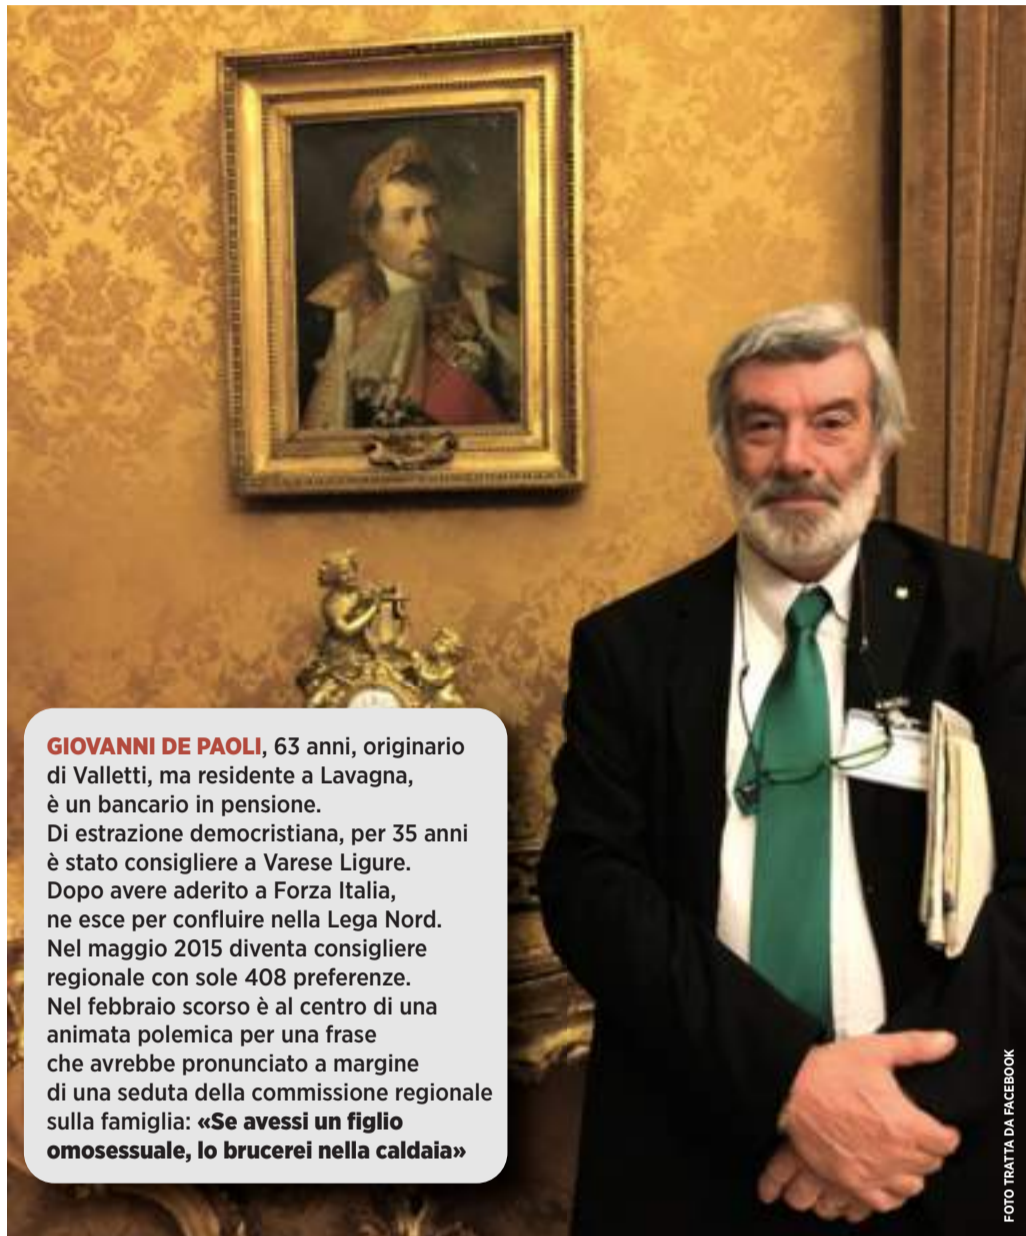 GIOVANNI DE PAOLI, 63 anni, originario
di Valletti, ma residente a Lavagna,
è un bancario in pensione.
Di estrazione democristiana, per 35 anni
è stato consigliere a Varese Ligure.
Dopo avere aderito a Forza Italia,
ne esce per confluire nella Lega Nord.
Nel maggio 2015 diventa consigliere
regionale con sole 408 preferenze.
Nel febbraio scorso è al centro di una
animata polemica per una frase
che avrebbe pronunciato a margine
di una seduta della commissione regionale
sulla famiglia: «Se avessi un figlio
omosessuale, lo brucerei nella caldaia»
FOTO TRATTA DA FACEBOOK